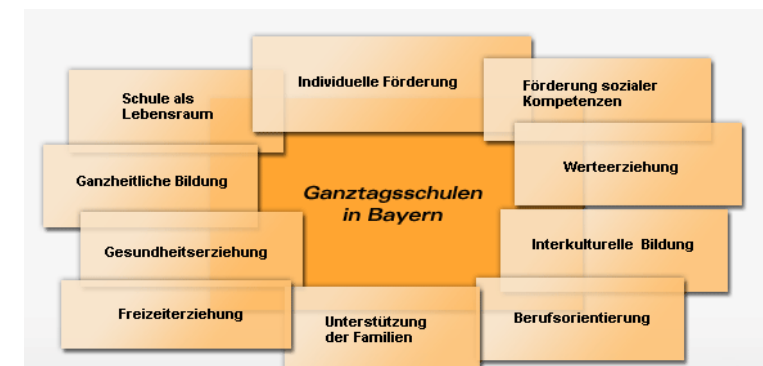 Individuelle Förderung
Schule als
Lebensraum
Förderung sozialer
Kompetenzen
Ganzheitliche Bildung
Werteerziehung
Ganztagsschulen
in Bayern
Gesundheitserziehung
Interkulturelle Bildung
Freizeiterziehung
Unterstützung
der Familien
Berufsorientierung